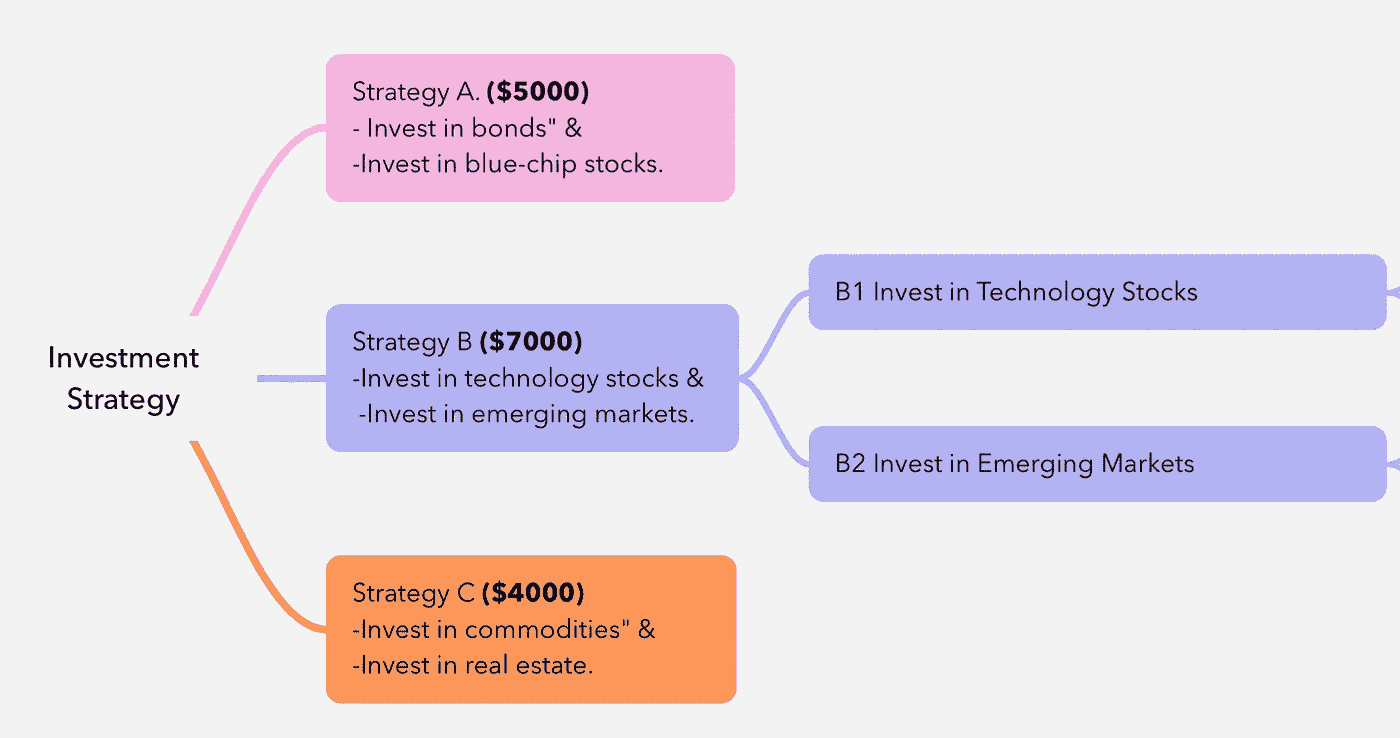 Investment
Strategy
Strategy A. ($5000)
- Invest in bonds" &
-Invest in blue-chip stocks.
Strategy B ($7000)
-Invest in technology stocks &
-Invest in emerging markets.
B1 Invest in Technology Stocks
B2 Invest in Emerging Markets
Strategy C ($4000)
-Invest in commodities" &
-Invest in real estate.